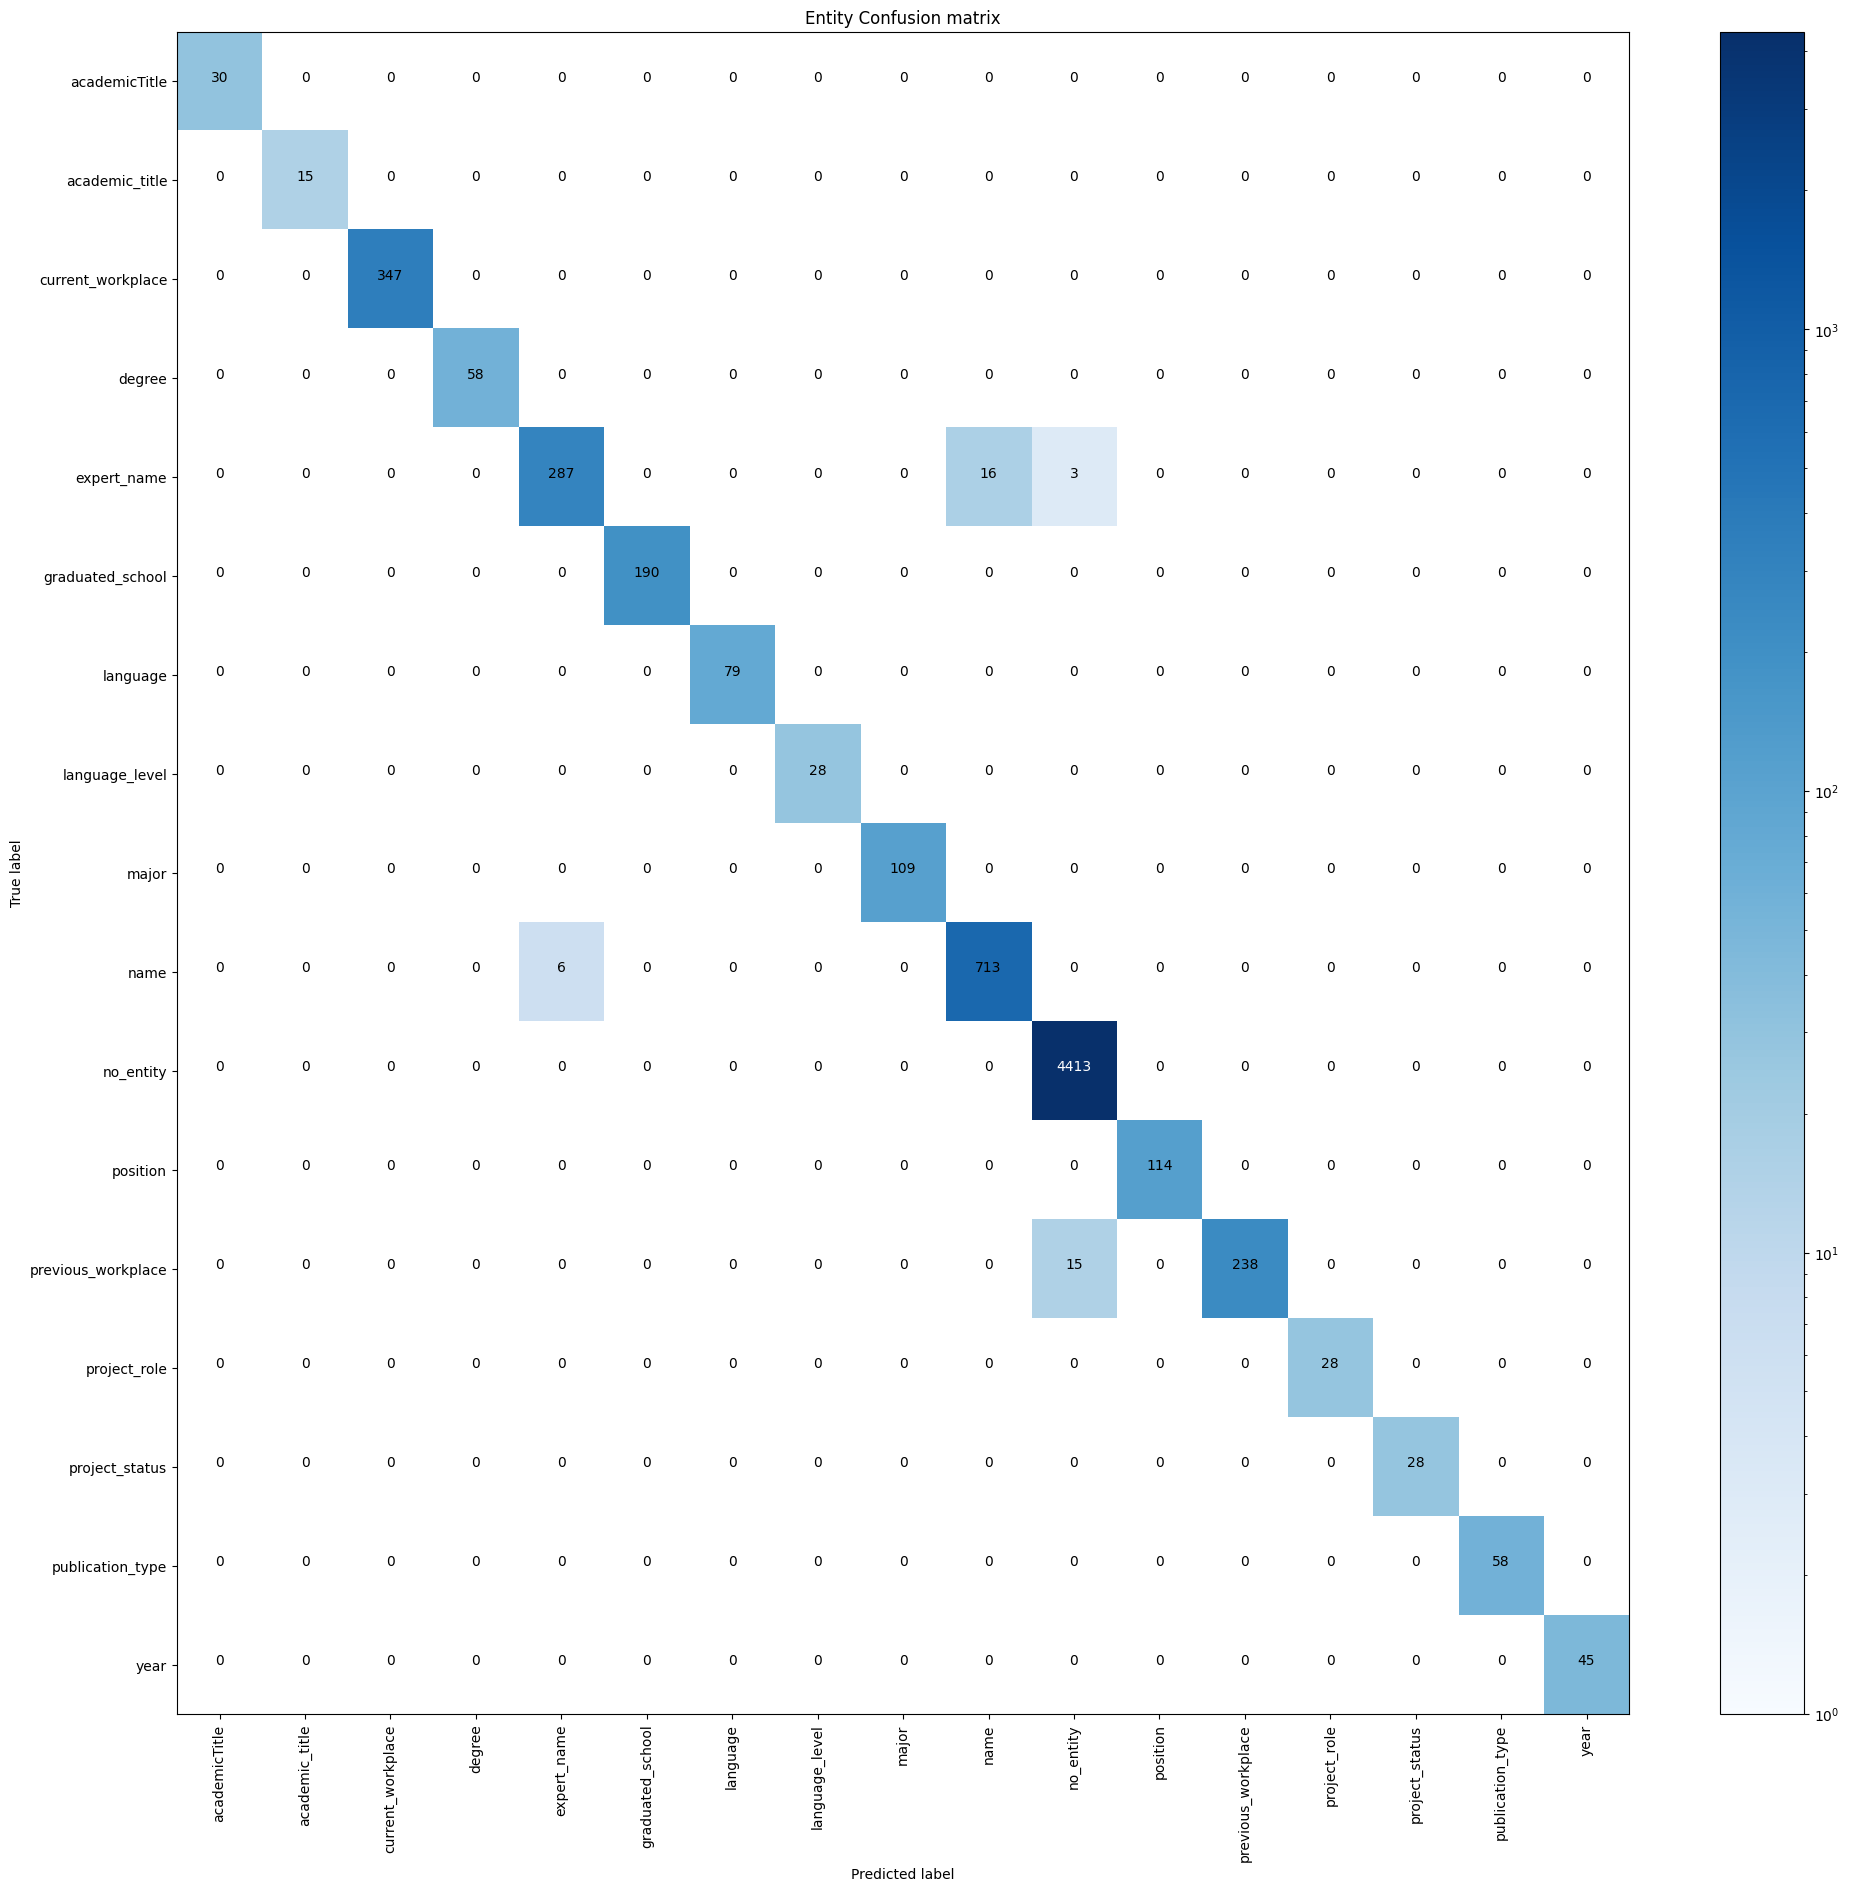 Entity Confusion matrix
academicTitle 30 0 0 0 0 0 0 0 0 0 0 0 0 0 0 0 0
academic_title 0 15 0 0 0 0 0 0 0 0 0 0 0 0 0 0 0
current_workplace 0 0 347 0 0 0 0 0 0 0 0 0 0 0 0 0 0
degree 0 0 0 58 0 0 0 0 0 0 0 0 0 0 0 0 0
expert_name 0 0 0 0 287 0 0 0 0 16 3 0 0 0 0 0 0
graduated_school 0 0 0 0 0 190 0 0 0 0 0 0 0 0 0 0 0
language 0 0 0 0 0 0 79 0 0 0 0 0 0 0 0 0 0
language_level 0 0 0 0 0 0 0 28 0 0 0 0 0 0 0 0 0
major 0 0 0 0 0 0 0 0 109 0 0 0 0 0 0 0 0
name 0 0 0 0 6 0 0 0 0 713 0 0 0 0 0 0 0
no_entity 0 0 0 0 0 0 0 0 0 0 4413 0 0 0 0 0 0
position 0 0 0 0 0 0 0 0 0 0 0 114 0 0 0 0 0
previous_workplace 0 0 0 0 0 0 0 0 0 0 15 0 238 0 0 0 0
project_role 0 0 0 0 0 0 0 0 0 0 0 0 0 28 0 0 0
project_status 0 0 0 0 0 0 0 0 0 0 0 0 0 0 28 0 0
publication_type 0 0 0 0 0 0 0 0 0 0 0 0 0 0 0 58 0
year 0 0 0 0 0 0 0 0 0 0 0 0 0 0 0 0 45
True label
academicTitle
academic_title
current_workplace
degree
expert_name
graduated_school
language
language_level
major
name
no_entity
position
previous_workplace
project_role
project_status
publication_type
year
Predicted label
10³
10²
10¹
10⁰